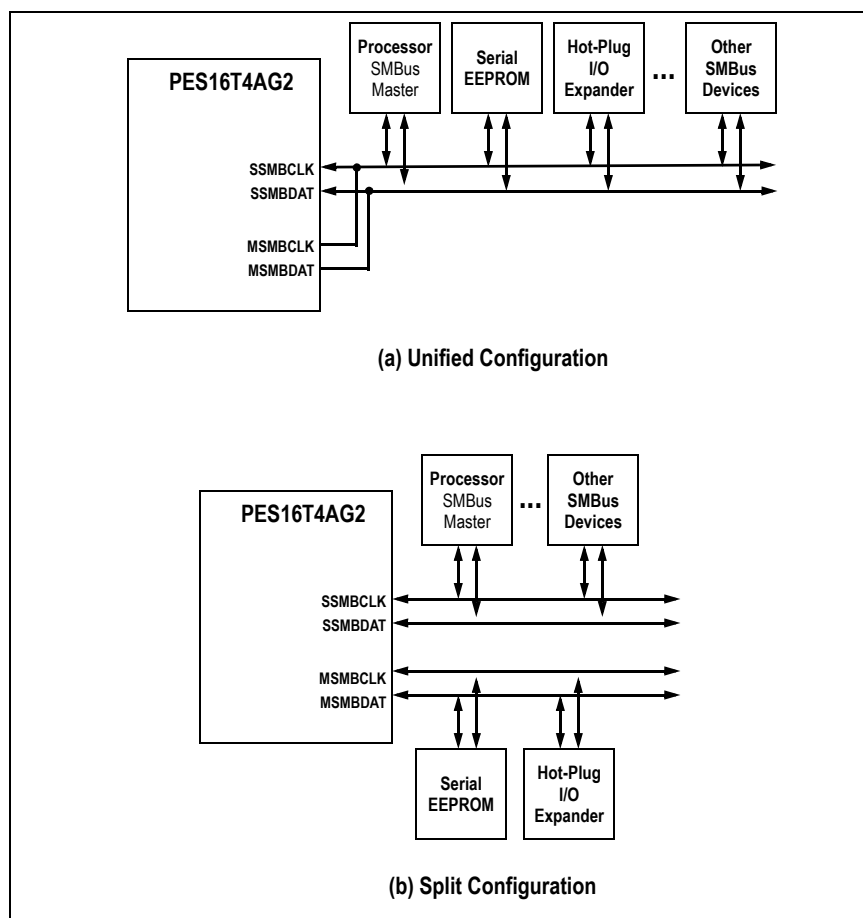 PES16T4AG2
Processor
SMBus
Master
Serial
EEPROM
Hot-Plug
I/O
Expander
...
Other
SMBus
Devices
SSMBCLK
SSMBDAT
MSMBCLK
MSMBDAT
(a) Unified Configuration
PES16T4AG2
Processor
SMBus
Master
...
Other
SMBus
Devices
SSMBCLK
SSMBDAT
MSMBCLK
MSMBDAT
Serial
EEPROM
Hot-Plug
I/O
Expander
(b) Split Configuration